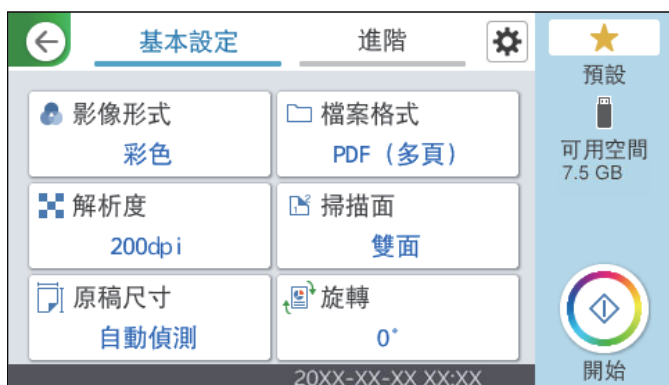 基本設定
進階
影像形式
彩色
檔案格式
PDF (多頁)
解析度
200dpi
掃描面
雙面
原稿尺寸
自動偵測
旋轉
0°
20XX-XX-XX XX:XX
預設
可用空間
7.5 GB
開始